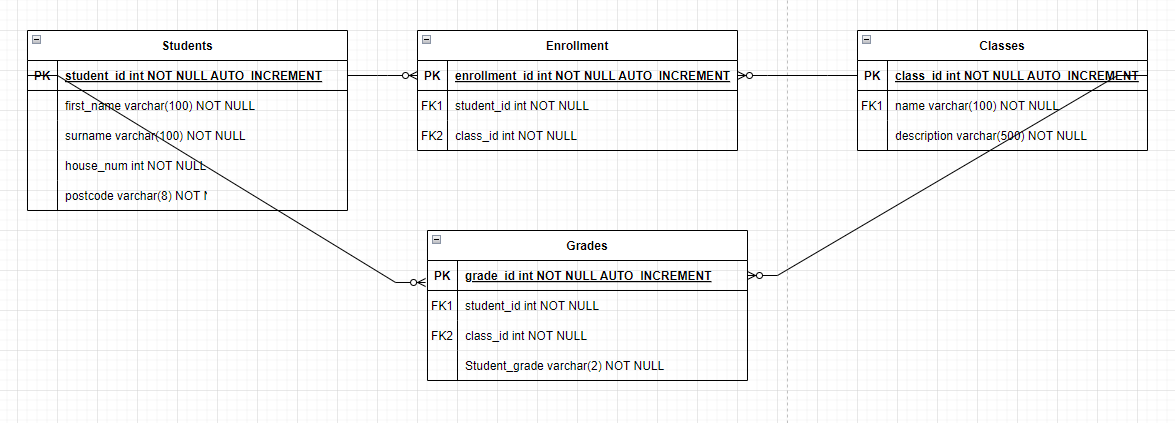 Students
PK student_id int NOT NULL AUTO_INCREMENT
first_name varchar(100) NOT NULL
surname varchar(100) NOT NULL
house_num int NOT NULL
postcode varchar(8) NOT
Enrollment
PK enrollment_id int NOT NULL AUTO_INCREMENT
FK1 student_id int NOT NULL
FK2 class_id int NOT NULL
Classes
PK class_id int NOT NULL AUTO_INCREMENT
FK1 name varchar(100) NOT NULL
description varchar(500) NOT NULL
Grades
PK grade_id int NOT NULL AUTO_INCREMENT
FK1 student_id int NOT NULL
FK2 class_id int NOT NULL
Student_grade varchar(2) NOT NULL